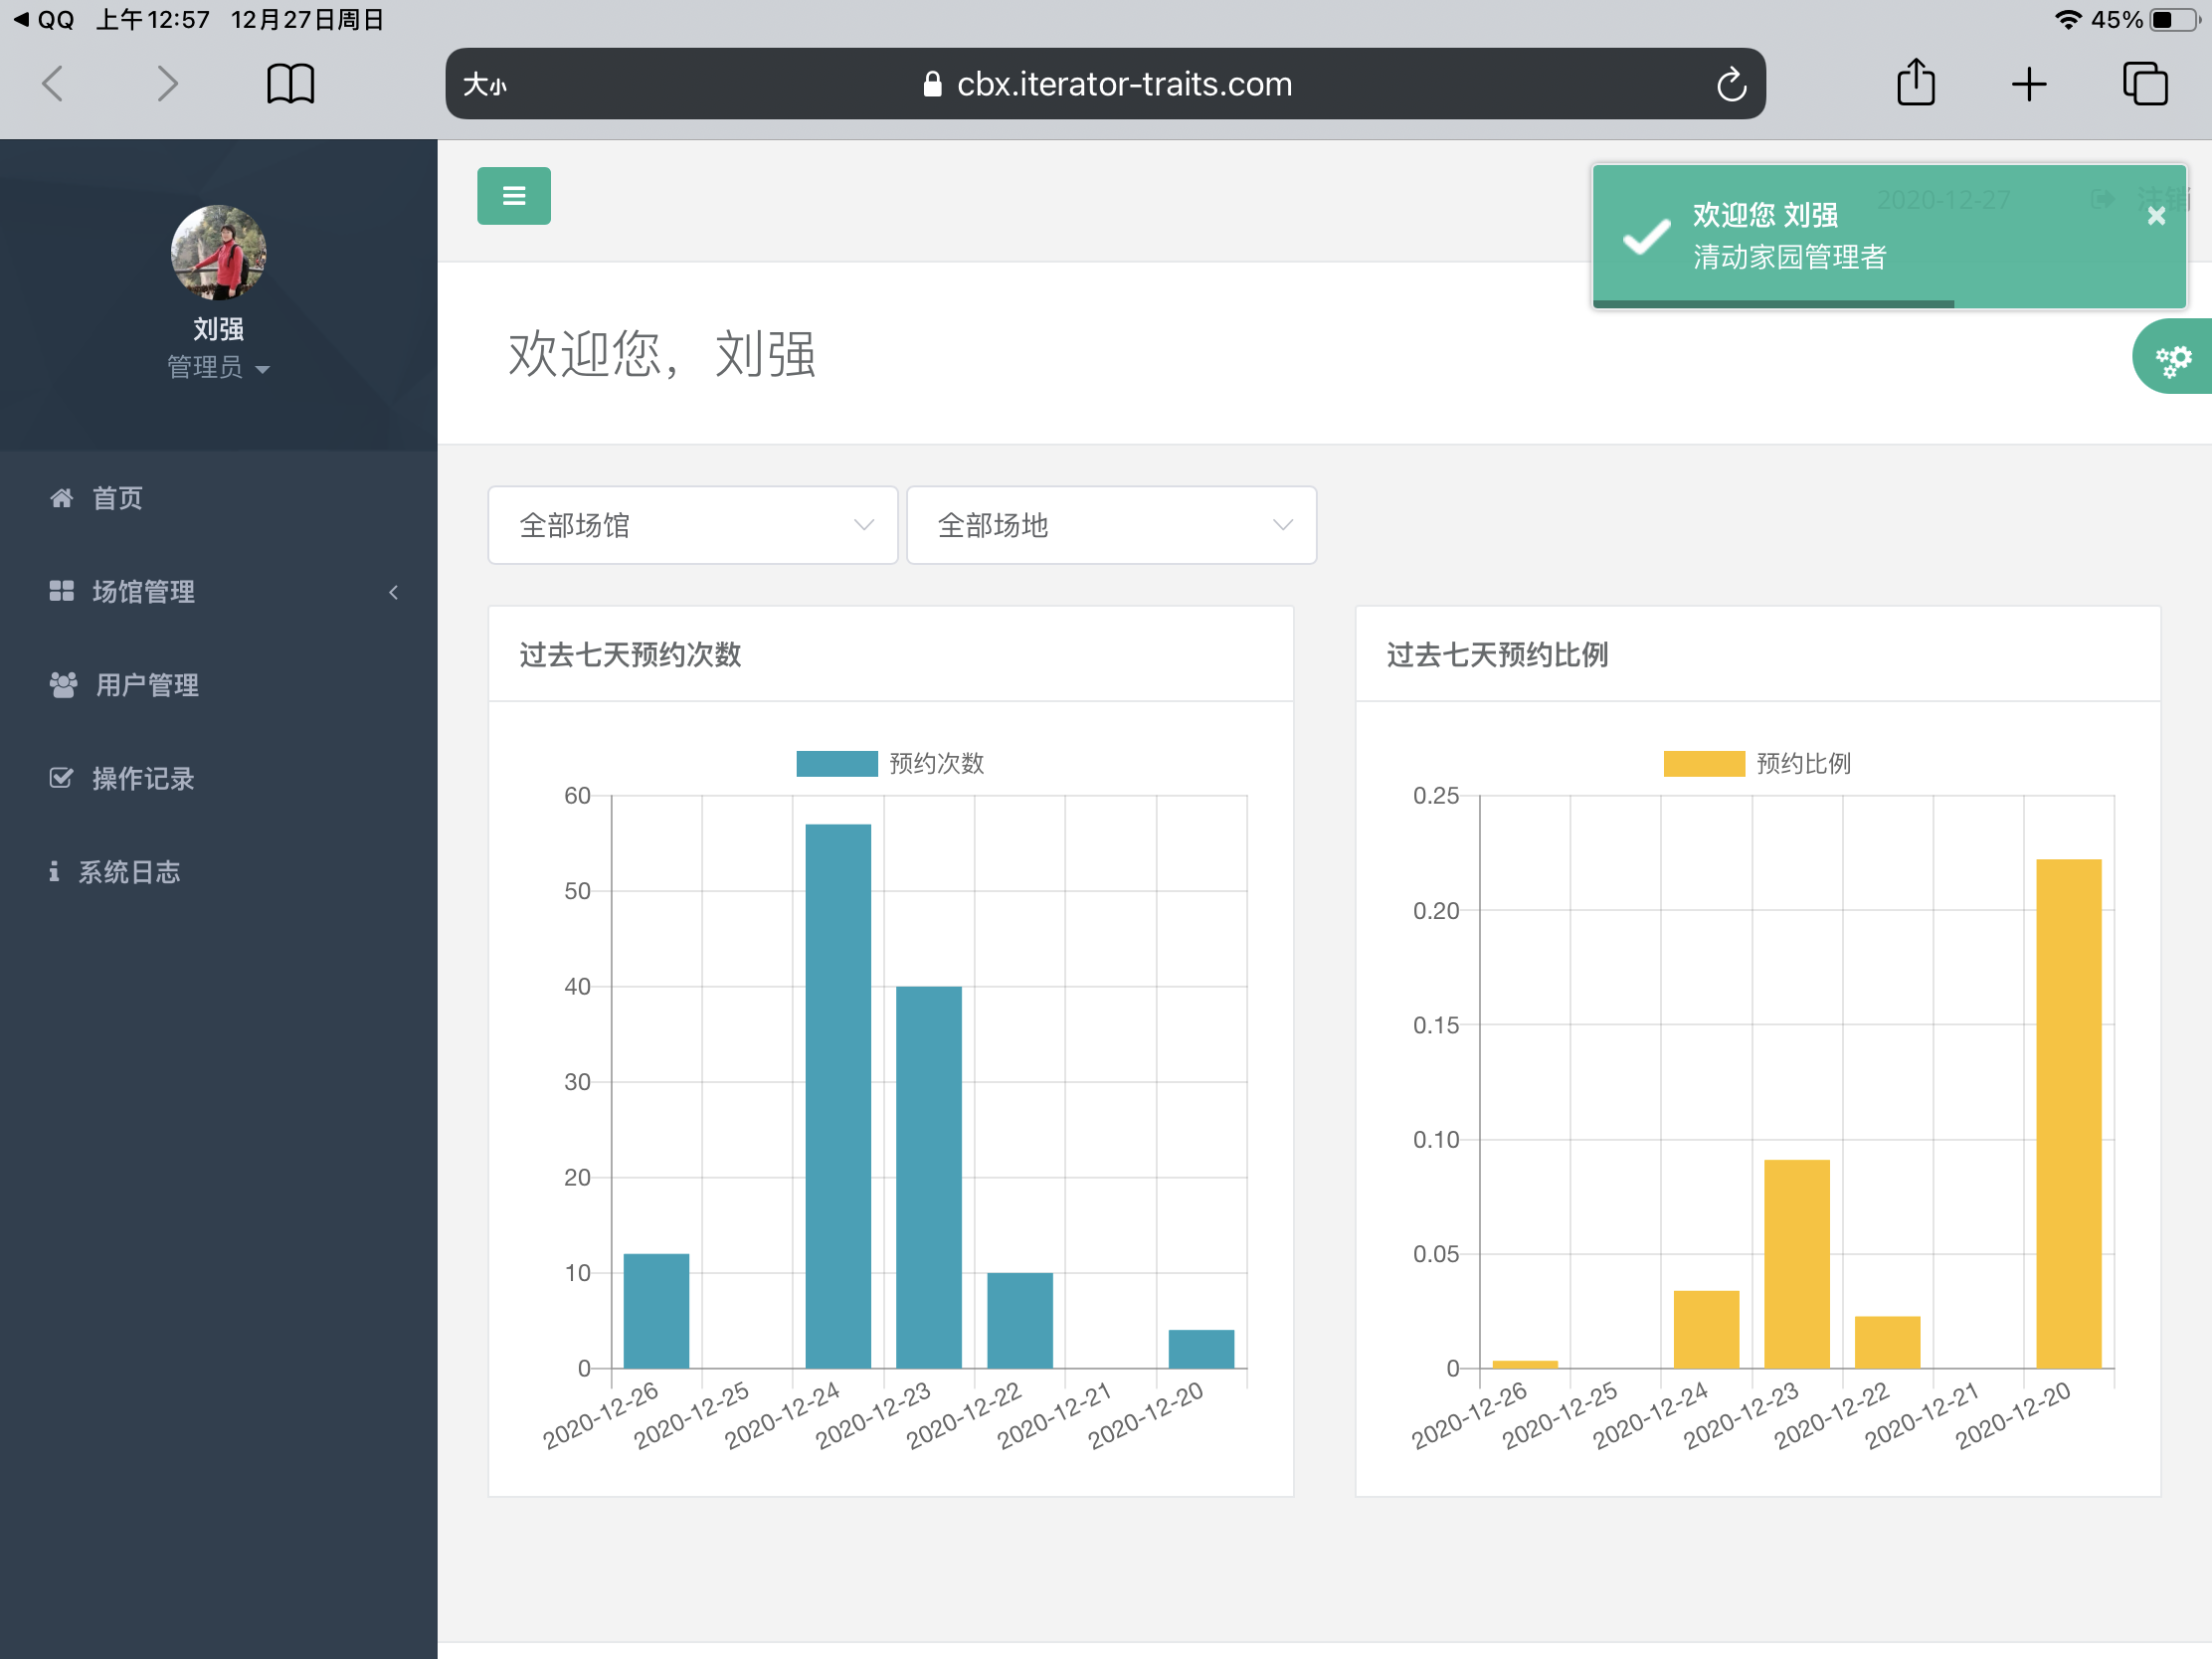 QQ 上午12:57 12月27日周日 45%
大小 cbx.iterator-traits.com
2020-12-27 注销
欢迎您 刘强
清动家园管理者
刘强
管理员
欢迎您，刘强
首页
场馆管理
用户管理
操作记录
系统日志
全部场馆 全部场地
过去七天预约次数
预约次数
60
50
40
30
20
10
0
2020-12-26 2020-12-25 2020-12-24 2020-12-23 2020-12-22 2020-12-21 2020-12-20
过去七天预约比例
预约比例
0.25
0.20
0.15
0.10
0.05
0
2020-12-26 2020-12-25 2020-12-24 2020-12-23 2020-12-22 2020-12-21 2020-12-20